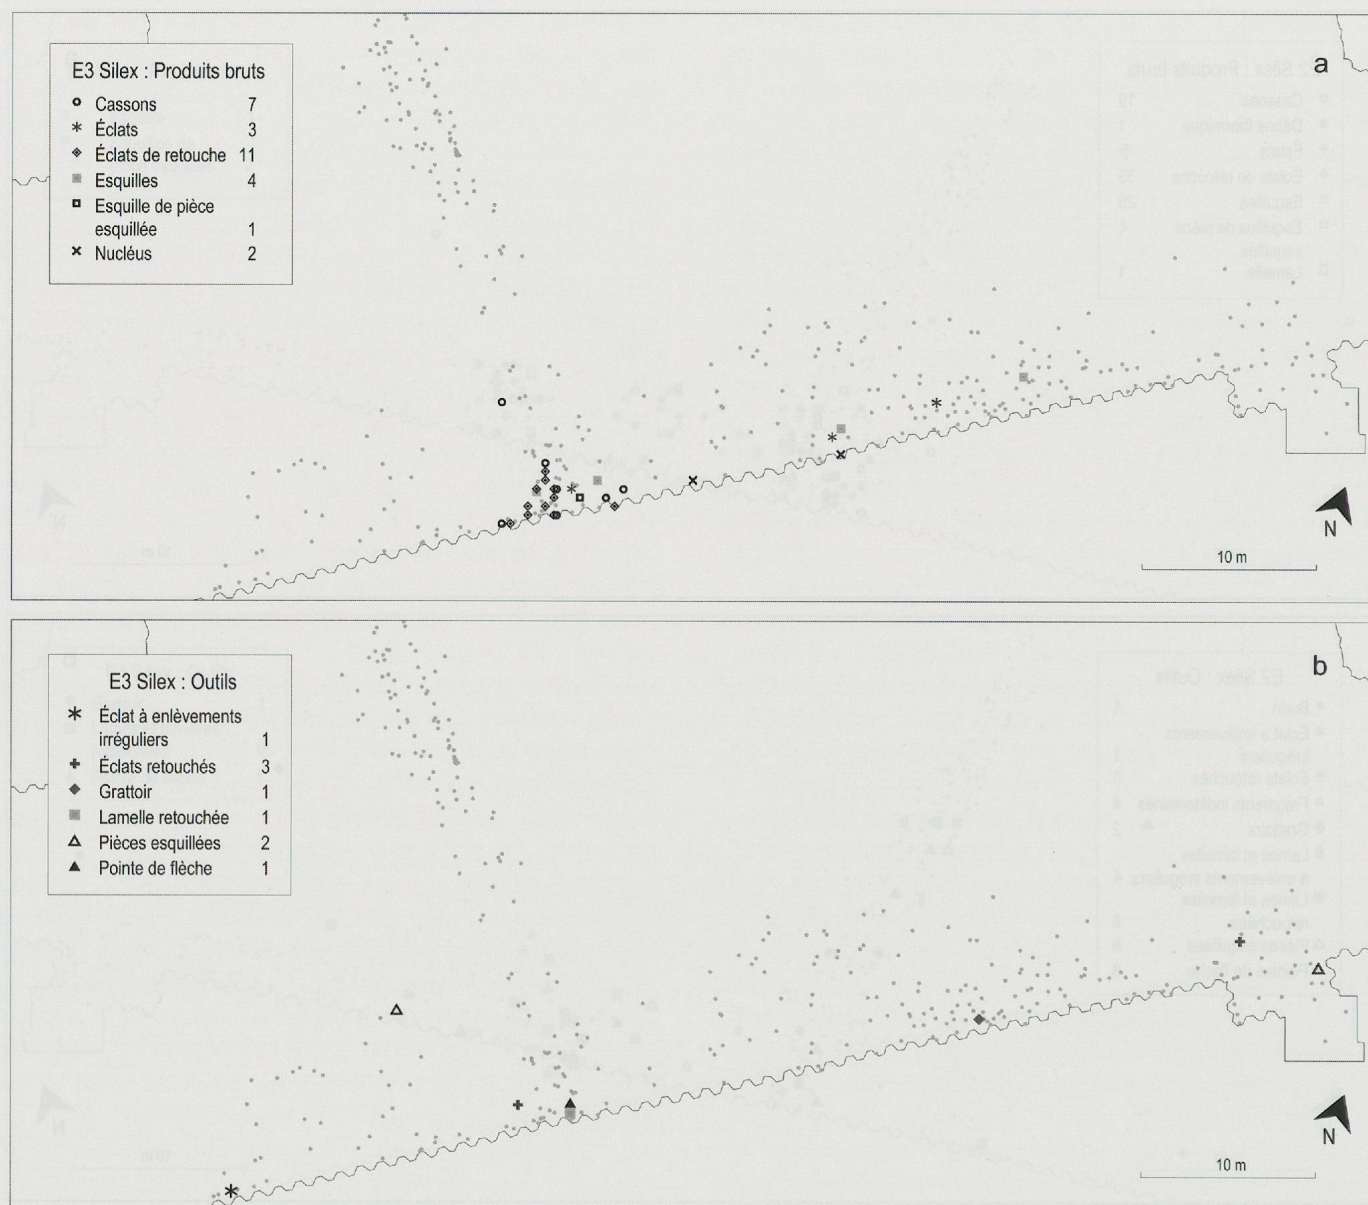 a
E3 Silex : Produits bruts
Cassons 7
Éclats 3
Éclats de retouche 11
Esquilles 4
Esquille de pièce
esquillée 1
Nucléus 2
N
10 m
b
E3 Silex : Outils
Éclat à enlèvements
irréguliers 1
Éclats retouchés 3
Grattoir 1
Lamelle retouchée 1
Pièces esquillées 2
Pointe de flèche 1
N
10 m